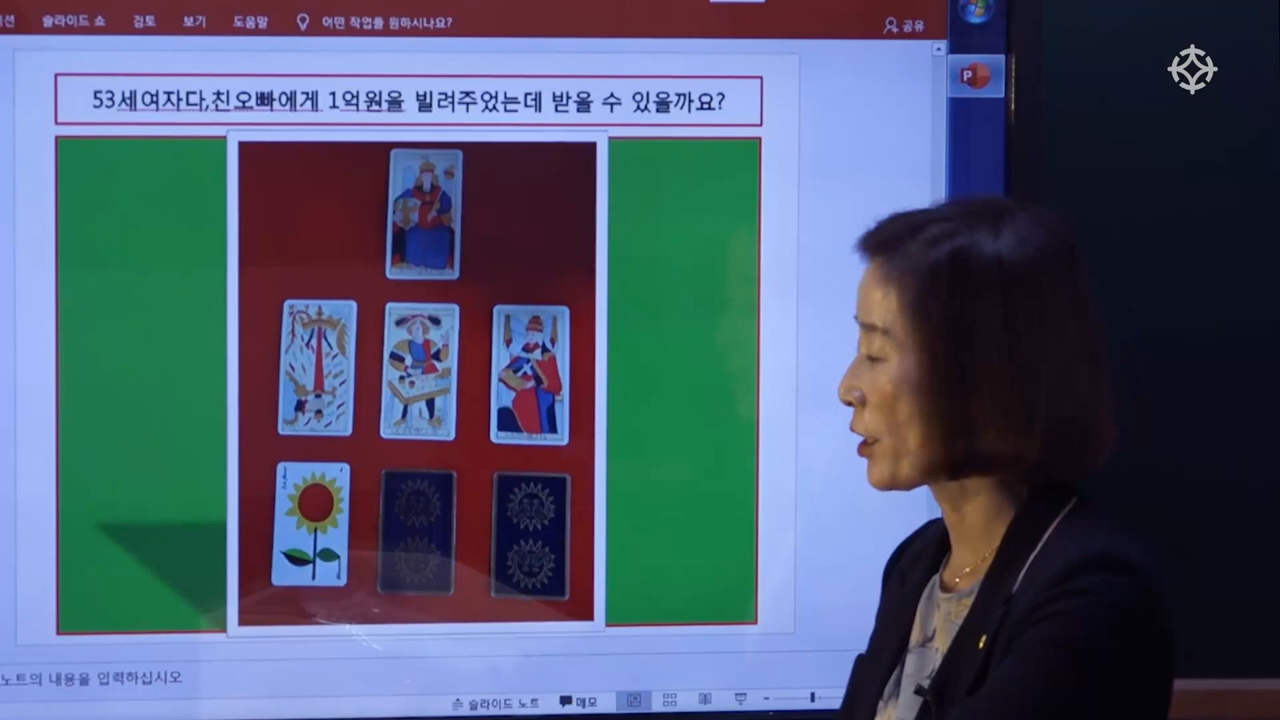 슬라이드 쇼 검토 보기 도움말 어떤 작업을 원하시나요? 공유
P
53세여자다,친오빠에게 1억원을 빌려주었는데 받을 수 있을까요?
노트의 내용을 입력하십시오
슬라이드 노트 메모